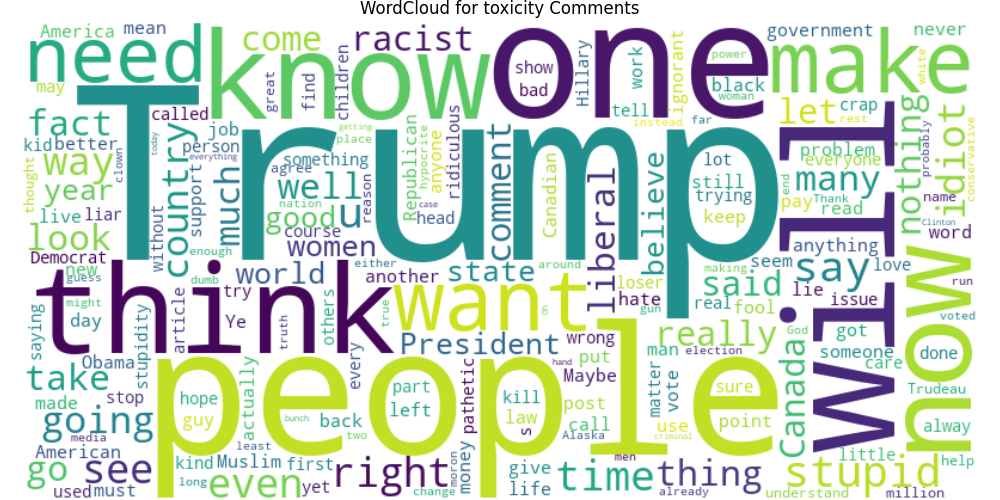 WordCloud for toxicity Comments
America
mean
need
know
come
racist
one
government
never
make
may
great
find
children
show
bad
Hillary
work
ignorant
power
black
woman
white
tell
instead
far
let
crap
rest
fact
called
Trump
kid
better
job
person
way
year
thought
clown
today
country
support
everything
much
something
agree
well
nation
good
u
getting
place
reason
Republican
hypocrite
anyone
ridiculous
case
head
comment
Canadian
liberal
believe
lot
still
trying
keep
problem
everyone
many
end
pay
Thank
read
will
nothing
probably
idiot
conservative
name
Clinton
word
live
liar
look
Democrat
new
guess
without
enough
dumb
course
women
world
either
another
state
around
making
loser
hate
gun
said
real
fool
seem
anything
say
love
lie
issue
run
voted
now
think
might
day
saying
article
try
Ye
truth
others
true
want
President
wrong
really
God
got
someone
care
done
Obama
stupidity
take
made
stop
every
hand
put
Maybe
man
election
matter
vote
Canada
Trudeau
people
hope
guy
actually
bunch
part
left
back
two
pathetic
kill
law
s
post
call
Alaska
use
sure
point
alway
going
media
American
least
go
see
used
must
kind
long
Muslim
even
first
yet
right
change
moron
money
give
life
time
men
already
thing
criminal
stupid
understand
little
million
help